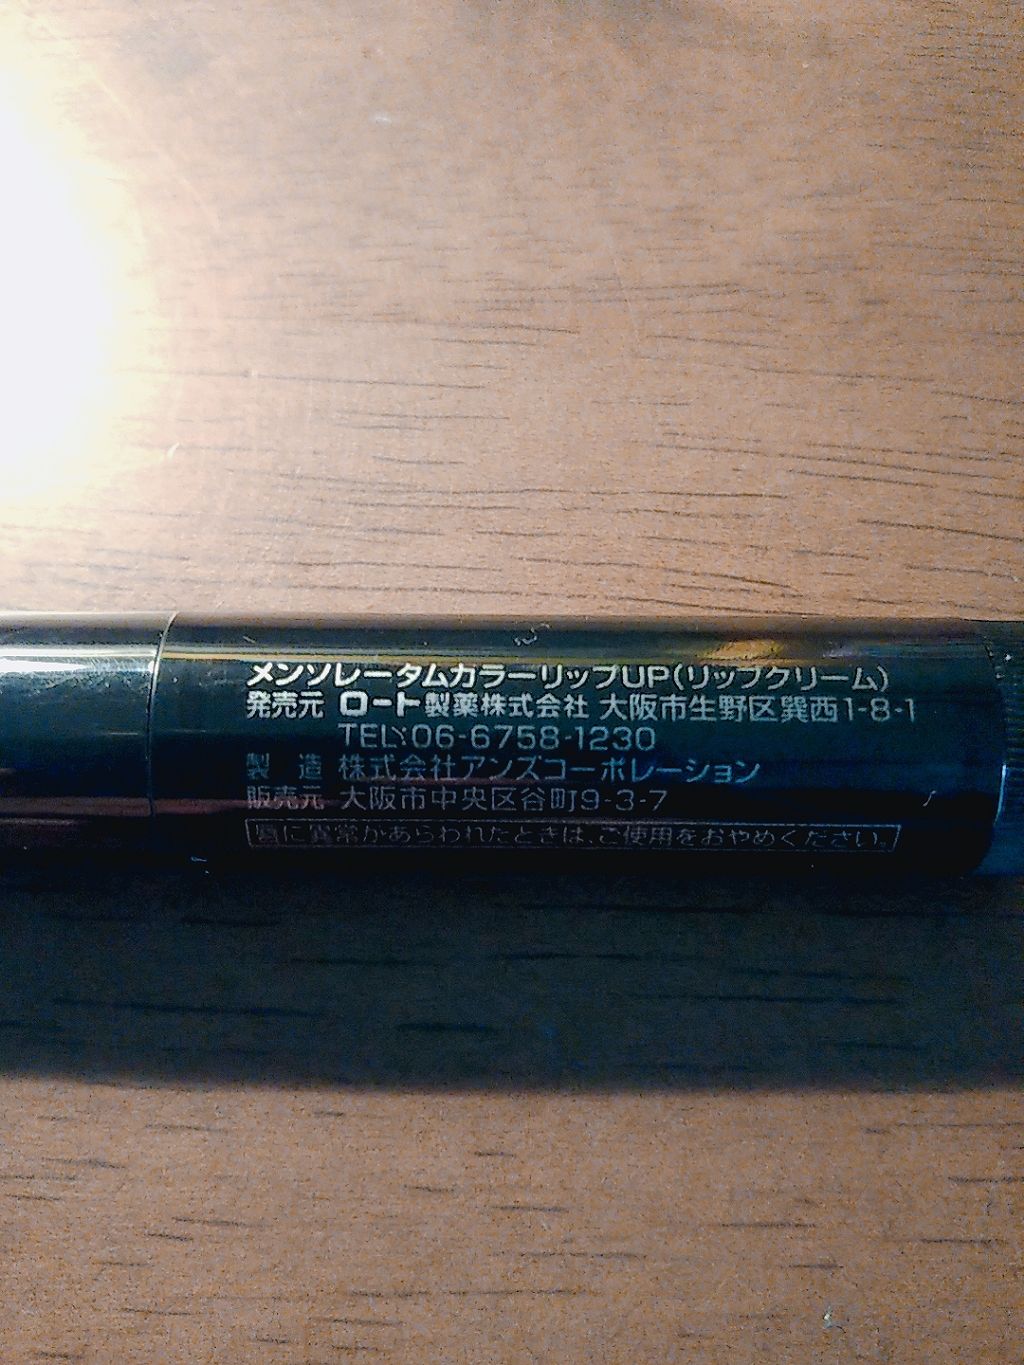 メンソレータムカラーリップUP(リップクリーム)
発売元 ロート製薬株式会社 大阪市生野区巽西1-8-1
TEL:06-6758-1230
製 造 株式会社アンズコーポレーション
販売元 大阪市中央区谷町9-3-7
唇に異常があらわれたときは、ご使用をおやめください。